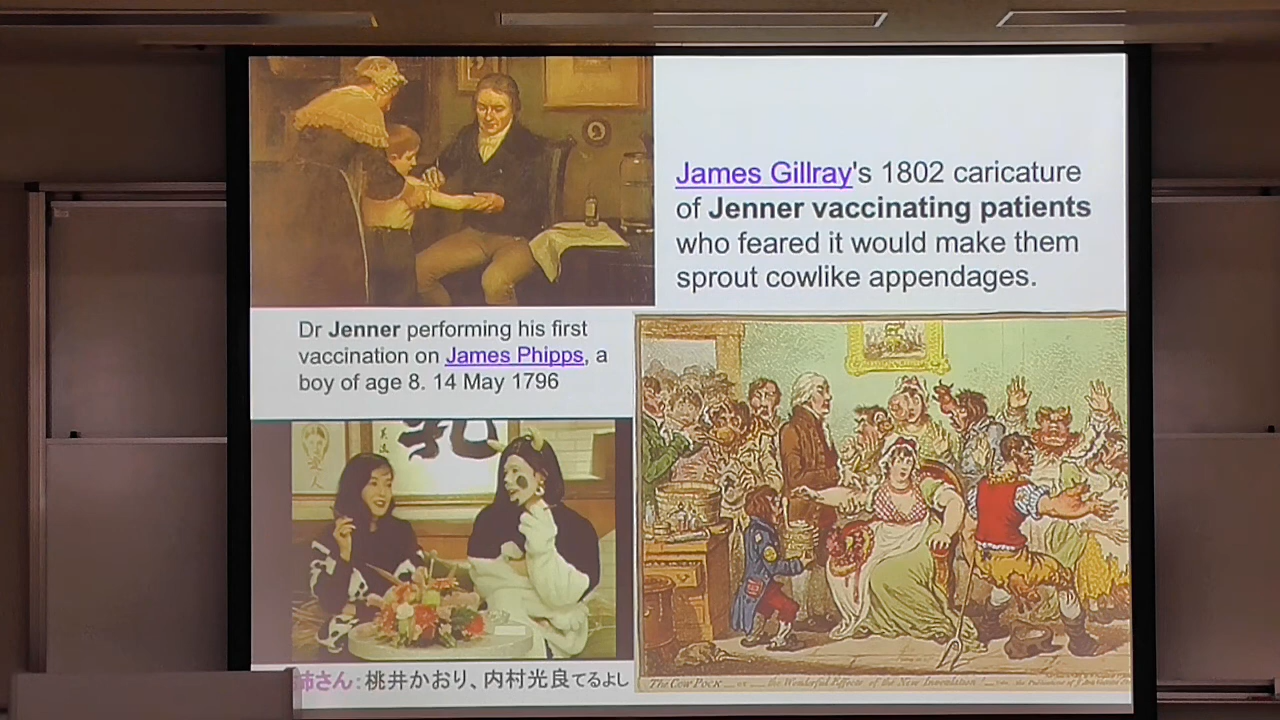 James Gillray's 1802 caricature
of Jenner vaccinating patients
who feared it would make them
sprout cowlike appendages.
Dr Jenner performing his first
vaccination on James Phipps, a
boy of age 8. 14 May 1796
乳
美人
姉さん:桃井かおり、内村光良てるよし
The Cow Pock _ or _ the Wonderful Effects of the New Inoculation!